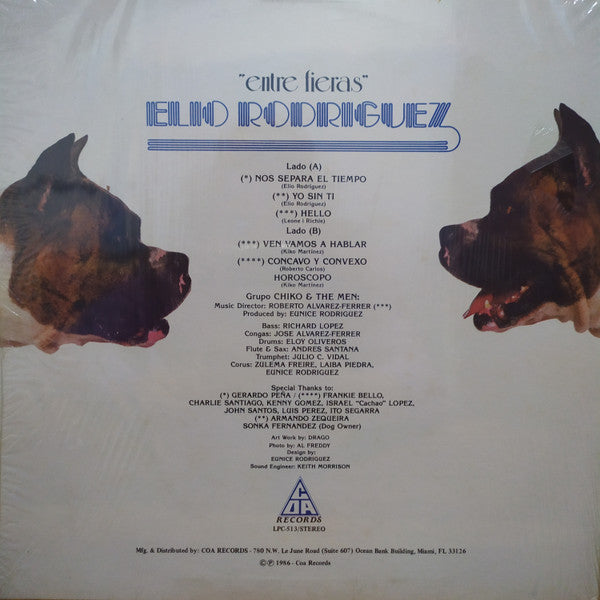 "entre fieras"
ELIO RODRIGUEZ
Lado (A)
(*) NOS SEPARA EL TIEMPO
(Elio Rodriguez)
(**) YO SIN TI
(Elio Rodriguez)
(***) HELLO
(Leone i Richie)
Lado (B)
(***) VEN VAMOS A HABLAR
(Kiko Martinez)
(****) CONCAVO Y CONVEXO
(Roberto Carlos)
HOROSCOPO
(Kiko Martinez)
Grupo CHIKO & THE MEN:
Music Director: ROBERTO ALVAREZ-FERRER (***)
Produced by: EUNICE RODRIGUEZ
Bass: RICHARD LOPEZ
Congas: JOSE ALVAREZ-FERRER
Drums: ELOY OLIVEROS
Flute & Sax: ANDRES SANTANA
Trumphet: JULIO C. VIDAL
Corus: ZULEMA FREIRE, LAIBA PIEDRA,
EUNICE RODRIGUEZ
Special Thanks to:
(*) GERARDO PEÑA / (****) FRANKIE BELLO,
CHARLIE SANTIAGO, KENNY GOMEZ, ISRAEL "Cachao" LOPEZ,
JOHN SANTOS, LUIS PEREZ, ITO SEGARRA
(**) ARMANDO ZEQUEIRA
SONKA FERNANDEZ (Dog Owner)
Art Work by: DRAGO
Photo by: AL FREDDY
Design by:
EUNICE RODRIGUEZ
Sound Engineer: KEITH MORRISON
COA
RECORDS
LPC-513/STEREO
Mfg. & Distributed by: COA RECORDS - 780 N.W. Le June Road (Suite 607) Ocean Bank Building, Miami, FL 33126
©℗ 1986 - Coa Records